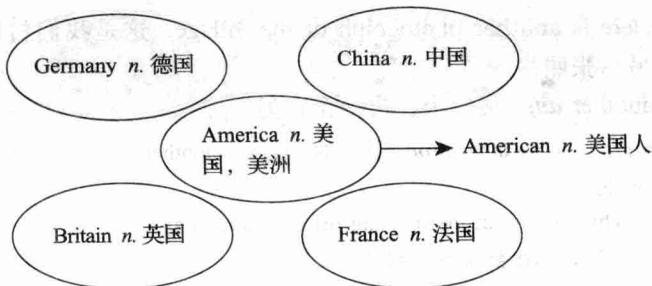 Germany n. 德国
China n. 中国
America n. 美
国，美洲
American n. 美国人
Britain n. 英国
France n. 法国